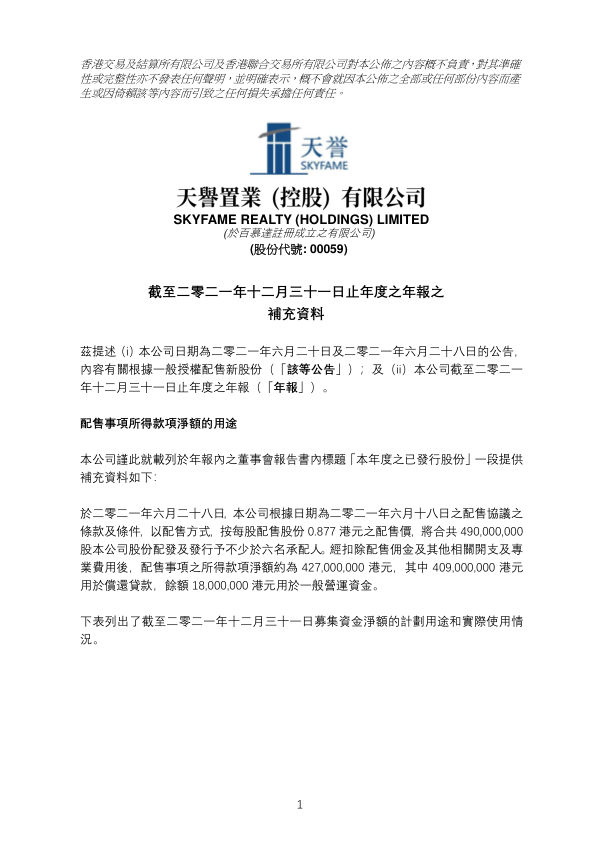 香港交易及結算所有限公司及香港聯合交易所有限公司對本公佈之內容概不負責，對其準確
性或完整性亦不發表任何聲明，並明確表示，概不會就因本公佈之全部或任何部份內容而產
生或因倚賴該等內容而引致之任何損失承擔任何責任。
天誉
SKYFAME
天譽置業（控股）有限公司
SKYFAME REALTY (HOLDINGS) LIMITED
(於百慕達註冊成立之有限公司)
(股份代號: 00059)
截至二零二一年十二月三十一日止年度之年報之
補充資料
茲提述（i）本公司日期為二零二一年六月二十日及二零二一年六月二十八日的公告，
內容有關根據一般授權配售新股份（「該等公告」）；及（ii）本公司截至二零二一
年十二月三十一日止年度之年報（「年報」）。
配售事項所得款項淨額的用途
本公司謹此就載列於年報內之董事會報告書內標題「本年度之已發行股份」一段提供
補充資料如下：
於二零二一年六月二十八日，本公司根據日期為二零二一年六月十八日之配售協議之
條款及條件，以配售方式，按每股配售股份 0.877 港元之配售價，將合共 490,000,000
股本公司股份配發及發行予不少於六名承配人。經扣除配售佣金及其他相關開支及專
業費用後，配售事項之所得款項淨額約為 427,000,000 港元，其中 409,000,000 港元
用於償還貸款，餘額 18,000,000 港元用於一般營運資金。
下表列出了截至二零二一年十二月三十一日募集資金淨額的計劃用途和實際使用情
況。
1